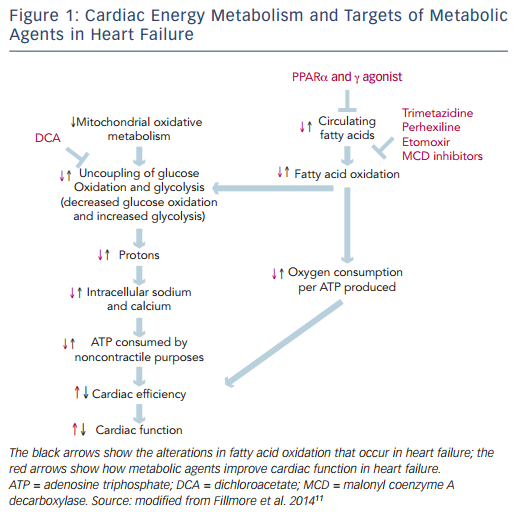 Figure 1: Cardiac Energy Metabolism and Targets of Metabolic
Agents in Heart Failure
PPARα and γ agonist
DCA
↓Mitochondrial oxidative
metabolism
↓↑ Circulating
fatty acids
Trimetazidine
Perhexiline
Etomoxir
MCD inhibitors
↓↑ Uncoupling of glucose
Oxidation and glycolysis
(decreased glucose oxidation
and increased glycolysis)
↓↑ Fatty acid oxidation
↓↑ Protons
↓↑ Oxygen consumption
per ATP produced
↓↑ Intracellular sodium
and calcium
↓↑ ATP consumed by
noncontractile purposes
↑↓ Cardiac efficiency
↑↓ Cardiac function
The black arrows show the alterations in fatty acid oxidation that occur in heart failure; the
red arrows show how metabolic agents improve cardiac function in heart failure.
ATP = adenosine triphosphate; DCA = dichloroacetate; MCD = malonyl coenzyme A
decarboxylase. Source: modified from Fillmore et al. 2014¹¹